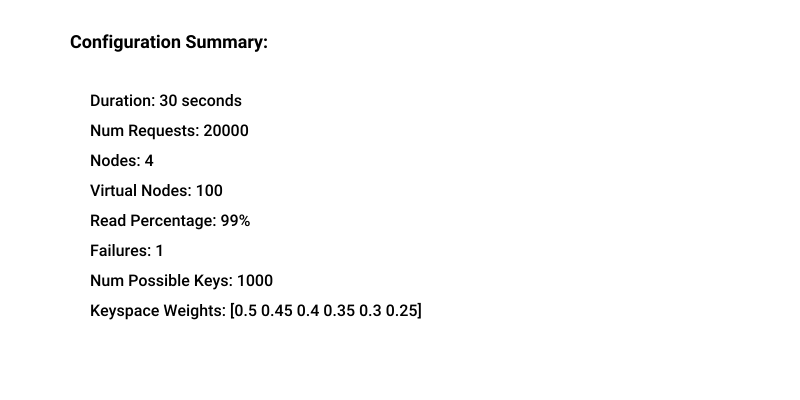 Configuration Summary:
Duration: 30 seconds
Num Requests: 20000
Nodes: 4
Virtual Nodes: 100
Read Percentage: 99%
Failures: 1
Num Possible Keys: 1000
Keyspace Weights: [0.5 0.45 0.4 0.35 0.3 0.25]